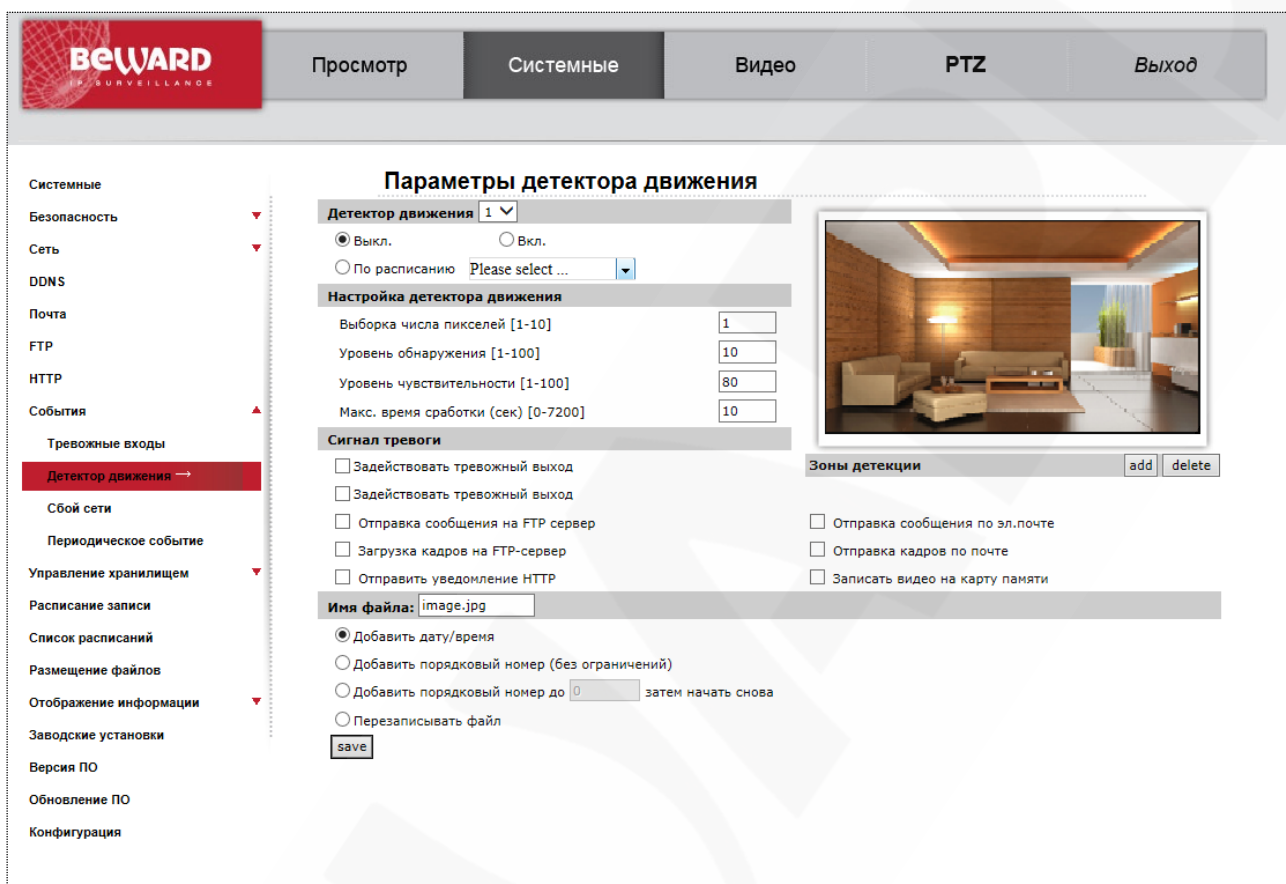 BEWARD
IP SURVEILLANCE
Просмотр
Системные
Видео
PTZ
Выход
Системные
Безопасность
Сеть
DDNS
Почта
FTP
HTTP
События
Тревожные входы
Детектор движения →
Сбой сети
Периодическое событие
Управление хранилищем
Расписание записи
Список расписаний
Размещение файлов
Отображение информации
Заводские установки
Версия ПО
Обновление ПО
Конфигурация
Параметры детектора движения
Детектор движения 1
Выкл. Вкл.
По расписанию Please select ...
Настройка детектора движения
Выборка числа пикселей [1-10] 1
Уровень обнаружения [1-100] 10
Уровень чувствительности [1-100] 80
Макс. время сработки (сек) [0-7200] 10
Сигнал тревоги
Зоны детекции add delete
Задействовать тревожный выход
Задействовать тревожный выход
Отправка сообщения на FTP сервер Отправка сообщения по эл.почте
Загрузка кадров на FTP-сервер Отправка кадров по почте
Отправить уведомление HTTP Записать видео на карту памяти
Имя файла: image.jpg
Добавить дату/время
Добавить порядковый номер (без ограничений)
Добавить порядковый номер до 0 затем начать снова
Перезаписывать файл
save